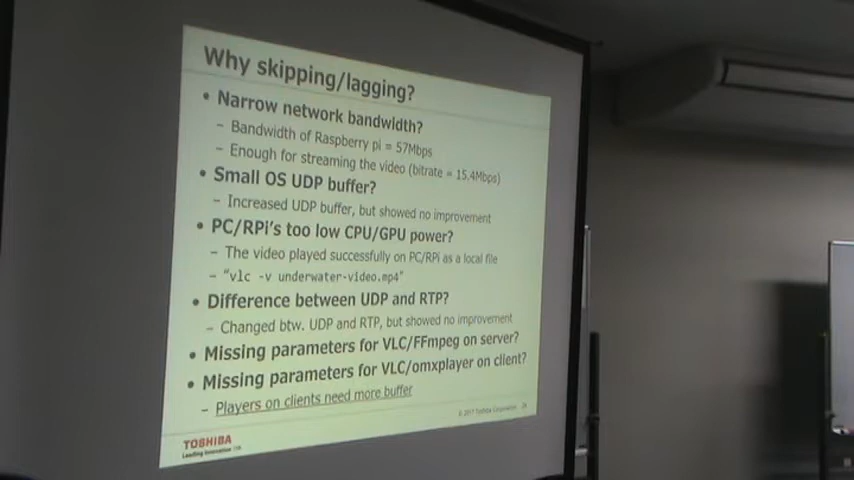 Why skipping/lagging?
• Narrow network bandwidth?
– Bandwidth of Raspberry pi = 57Mbps
– Enough for streaming the video (bitrate = 15.4Mbps)
• Small OS UDP buffer?
– Increased UDP buffer, but showed no improvement
• PC/RPi's too low CPU/GPU power?
– The video played successfully on PC/RPi as a local file
– "vlc -v underwater-video.mp4"
• Difference between UDP and RTP?
– Changed btw. UDP and RTP, but showed no improvement
• Missing parameters for VLC/FFmpeg on server?
• Missing parameters for VLC/omxplayer on client?
– Players on clients need more buffer
© 2017 Toshiba Corporation
TOSHIBA
Leading Innovation